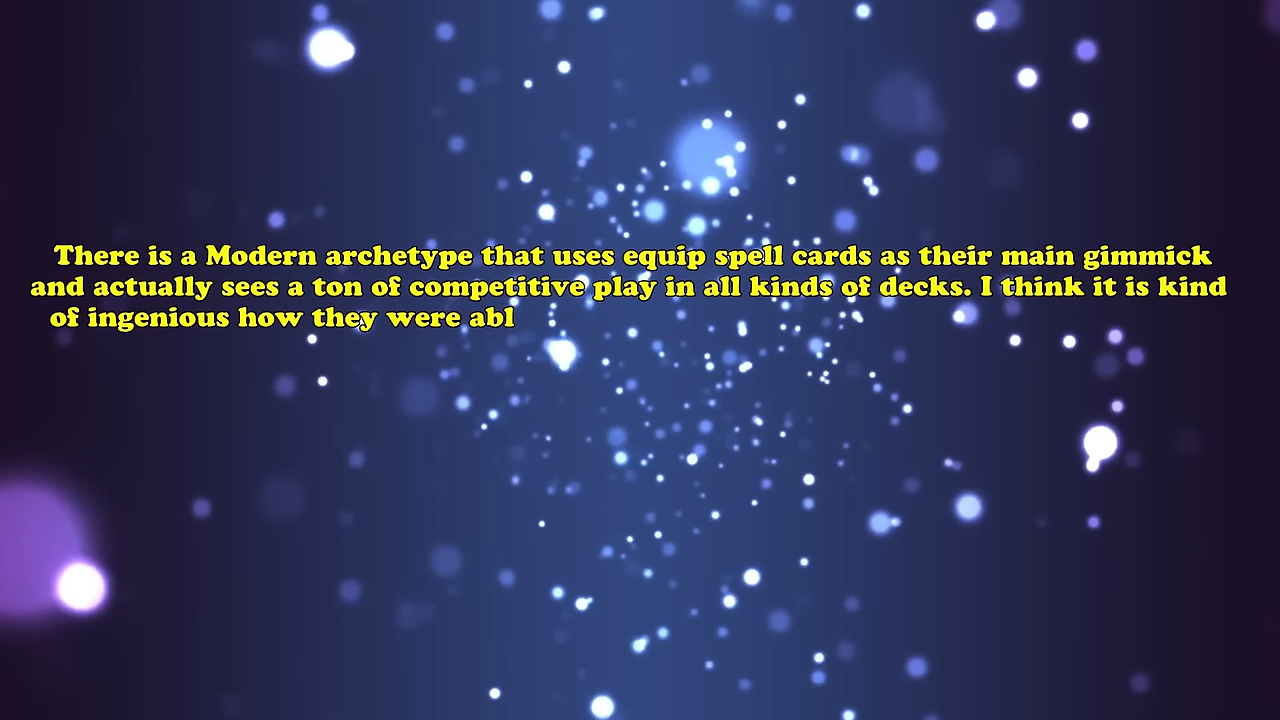 There is a Modern archetype that uses equip spell cards as their main gimmick
and actually sees a ton of competitive play in all kinds of decks. I think it is kind
of ingenious how they were abl